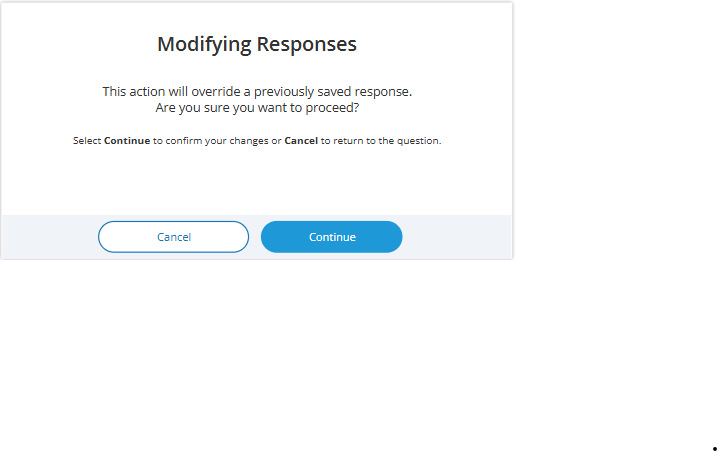 Modifying Responses
This action will override a previously saved response.
Are you sure you want to proceed?
Select Continue to confirm your changes or Cancel to return to the question.
Cancel Continue
.